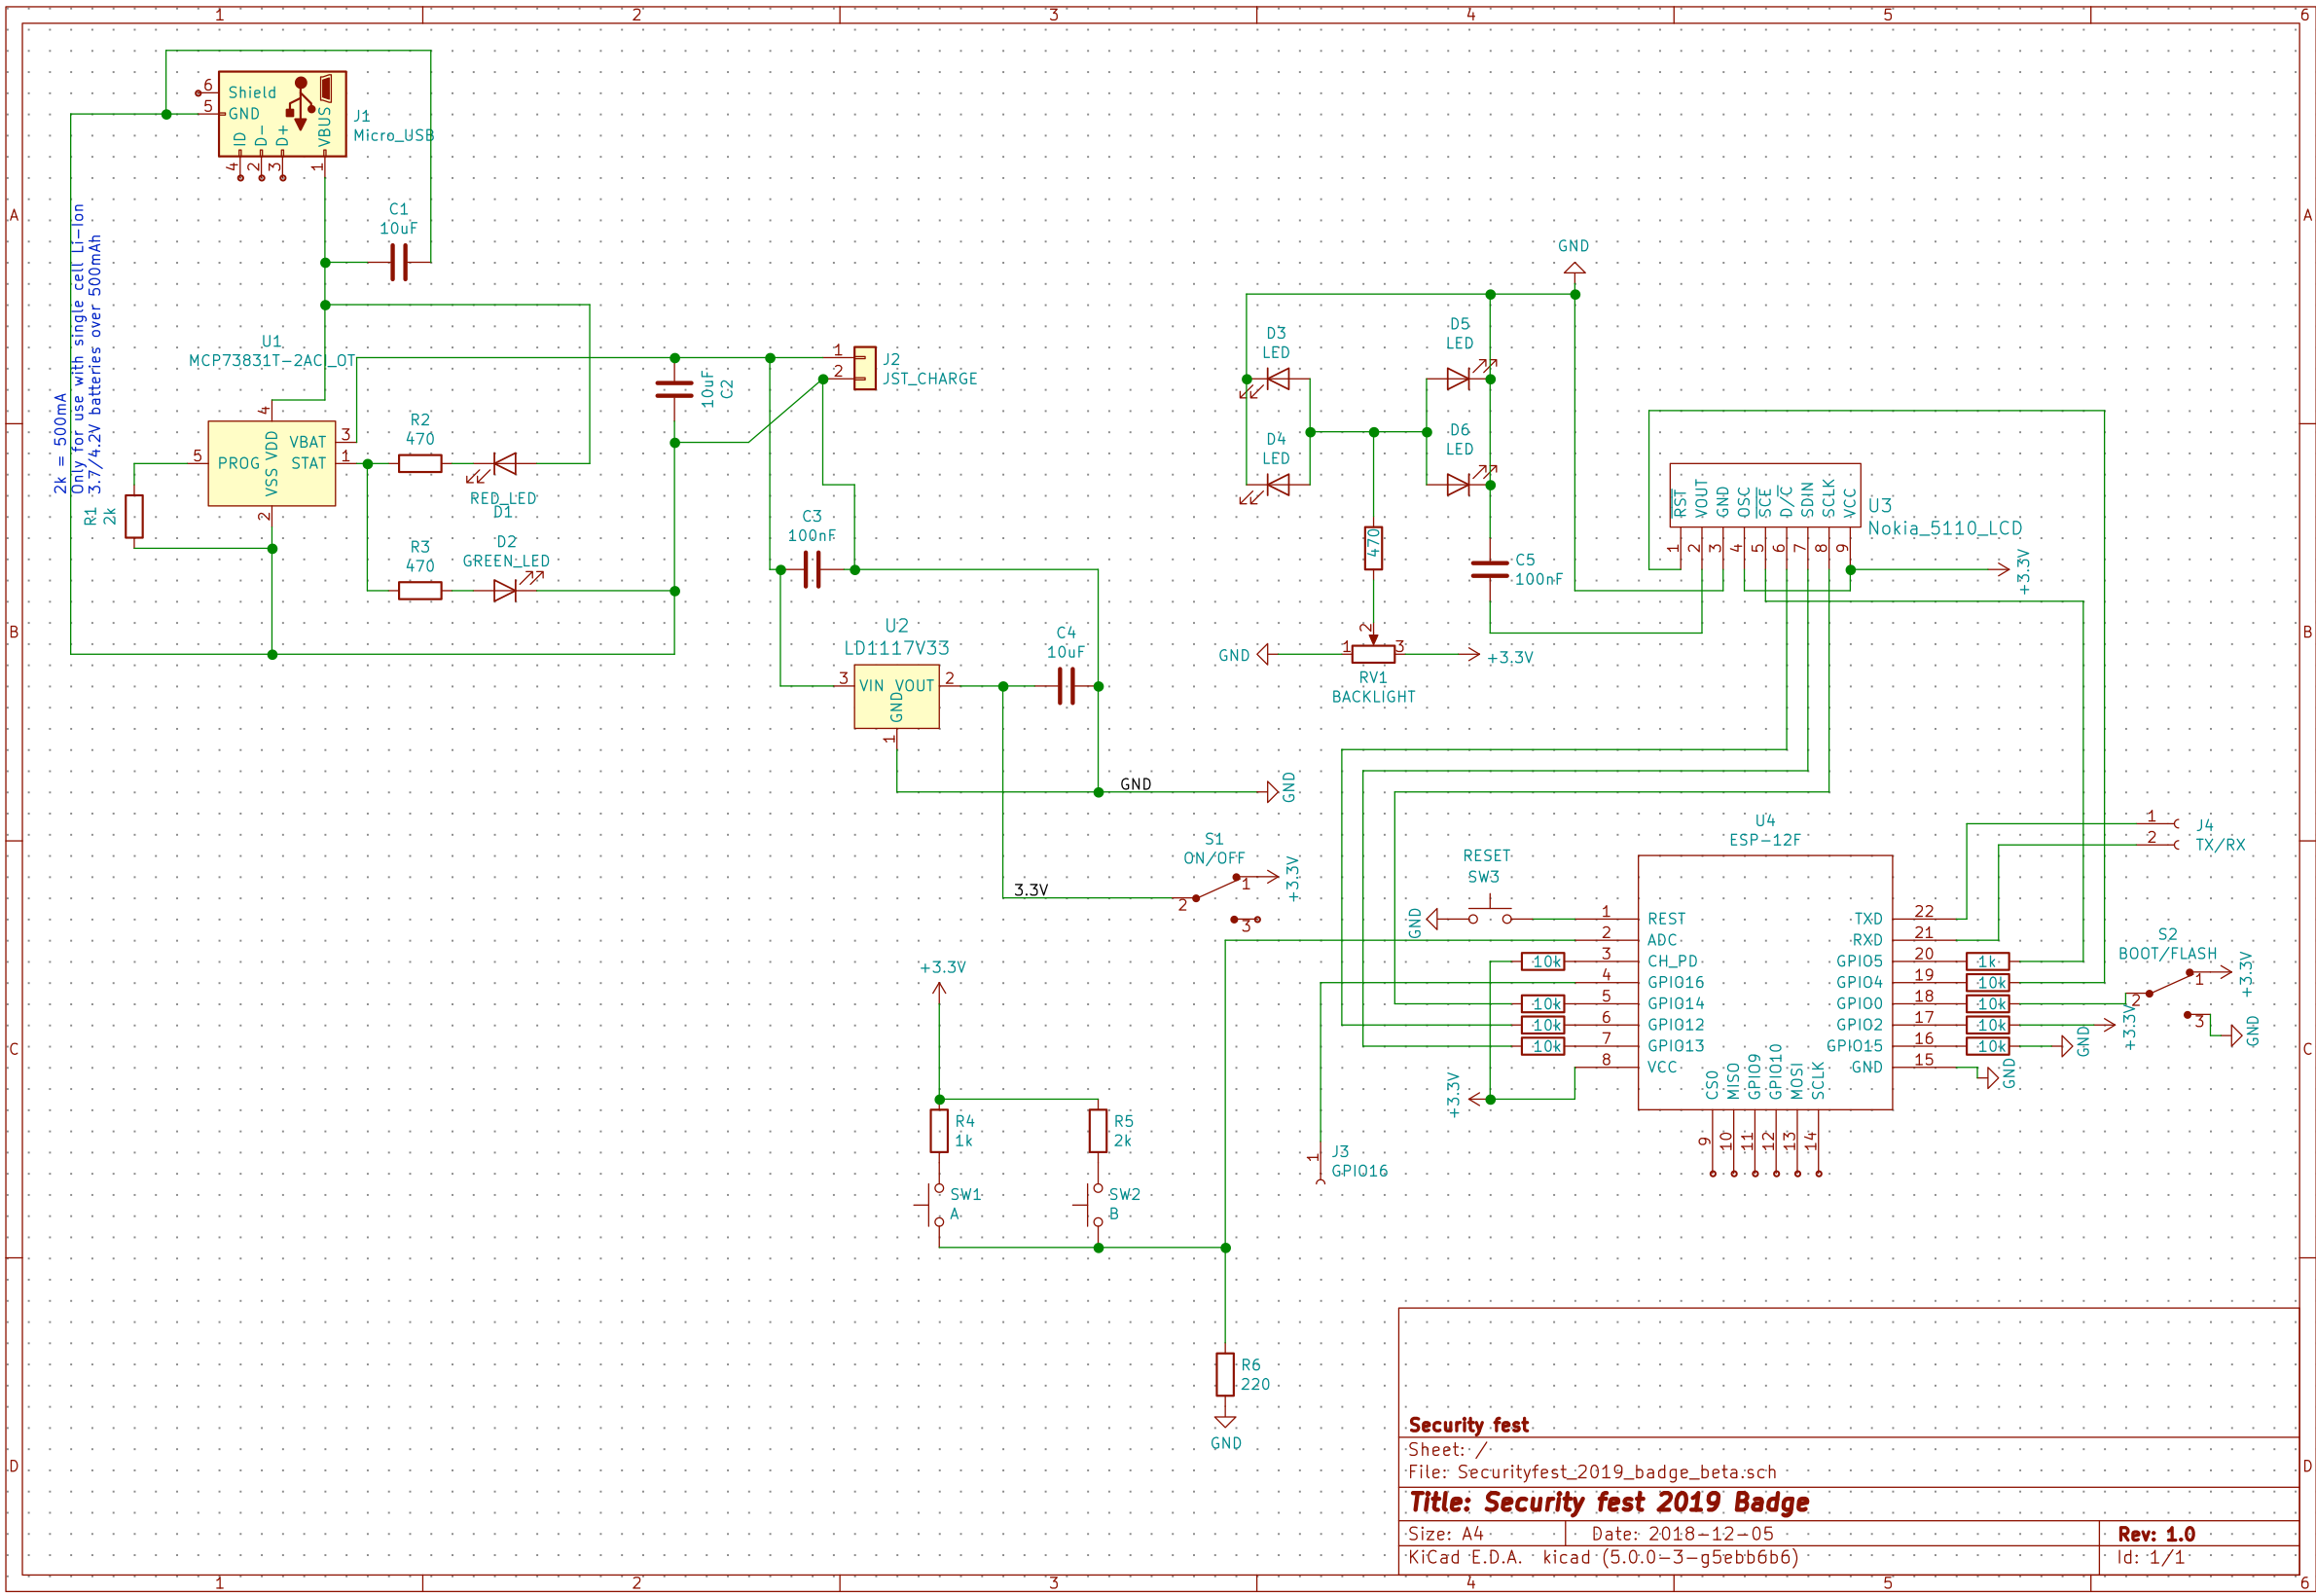 1 2 3 4 5 6
A
B
C
D
A
B
C
D
6 Shield
5 GND
ID
D-
D+
VBUS
4
2
3
1
J1
Micro_USB
C1
10uF
2k = 500mA
Only for use with single cell Li-Ion
3.7/4.2V batteries over 500mAh
U1
MCP73831T-2ACI_OT
4
VDD
VBAT 3
5 PROG
STAT 1
VSS
2
R1
2k
R2
470
RED_LED
D1
R3
470
D2
GREEN_LED
10uF
C2
1
2
J2
JST_CHARGE
C3
100nF
U2
LD1117V33
3 VIN VOUT 2
GND
1
C4
10uF
GND
GND
3.3V
S1
ON/OFF
1
2
3
+3.3V
GND
D3
LED
D4
LED
D5
LED
D6
LED
470
C5
100nF
GND
1
2
3
+3.3V
RV1
BACKLIGHT
RST
VOUT
GND
OSC
SCE
D/C
SDIN
SCLK
VCC
1 2 3 4 5 6 7 8 9
U3
Nokia_5110_LCD
+3.3V
U4
ESP-12F
RESET
SW3
GND
1 REST
2 ADC
10k 3 CH_PD
4 GPIO16
10k 5 GPIO14
10k 6 GPIO12
10k 7 GPIO13
8 VCC
+3.3V
TXD 22
RXD 21
GPIO5 20 1k
GPIO4 19 10k
GPIO0 18 10k
GPIO2 17 10k
GPIO15 16 10k
GND 15
CS0
MISO
GPIO9
GPIO10
MOSI
SCLK
9 10 11 12 13 14
1
2
J4
TX/RX
S2
BOOT/FLASH
1
2
3
+3.3V
GND
+3.3V
GND
GND
1
J3
GPIO16
+3.3V
R4
1k
R5
2k
SW1
A
SW2
B
R6
220
GND
Security fest
Sheet: /
File: Securityfest_2019_badge_beta.sch
Title: Security fest 2019 Badge
Size: A4 Date: 2018-12-05 Rev: 1.0
KiCad E.D.A. kicad (5.0.0-3-g5ebb6b6) Id: 1/1
1 2 3 4 5 6